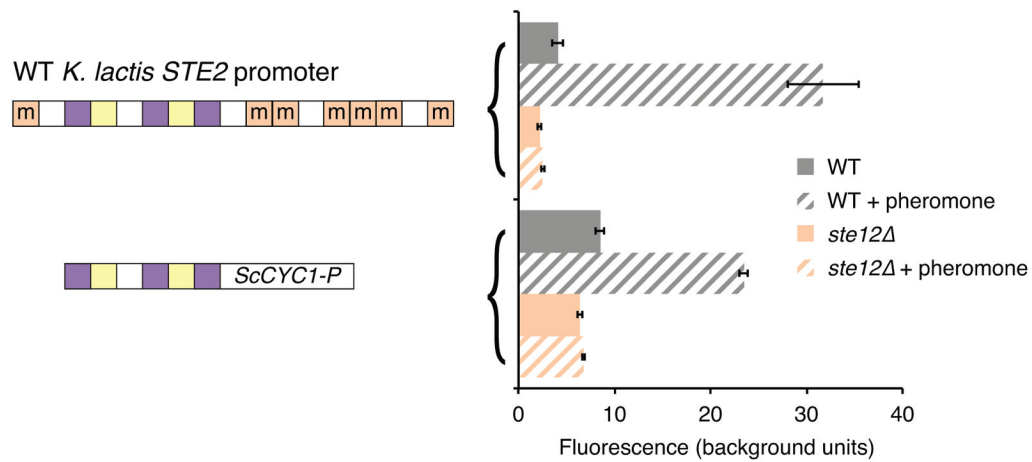 WT K. lactis STE2 promoter
m m m m m m m
ScCYC1-P
WT
WT + pheromone
ste12Δ
ste12Δ + pheromone
0 10 20 30 40
Fluorescence (background units)